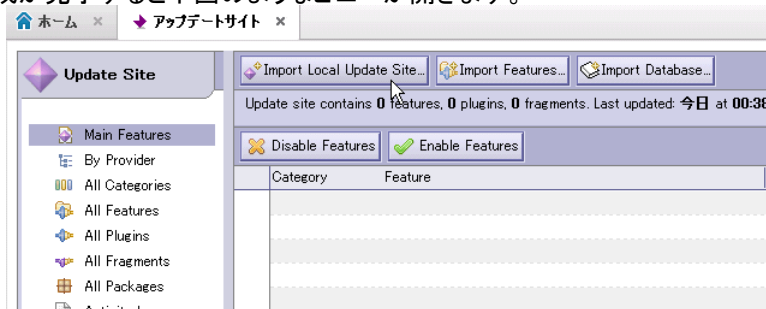 ホーム × アップデートサイト ×
Update Site
Import Local Update Site... Import Features... Import Database...
Update site contains 0 features, 0 plugins, 0 fragments. Last updated: 今日 at 00:38
Main Features
By Provider
All Categories
All Features
All Plugins
All Fragments
All Packages
Disable Features Enable Features
Category Feature